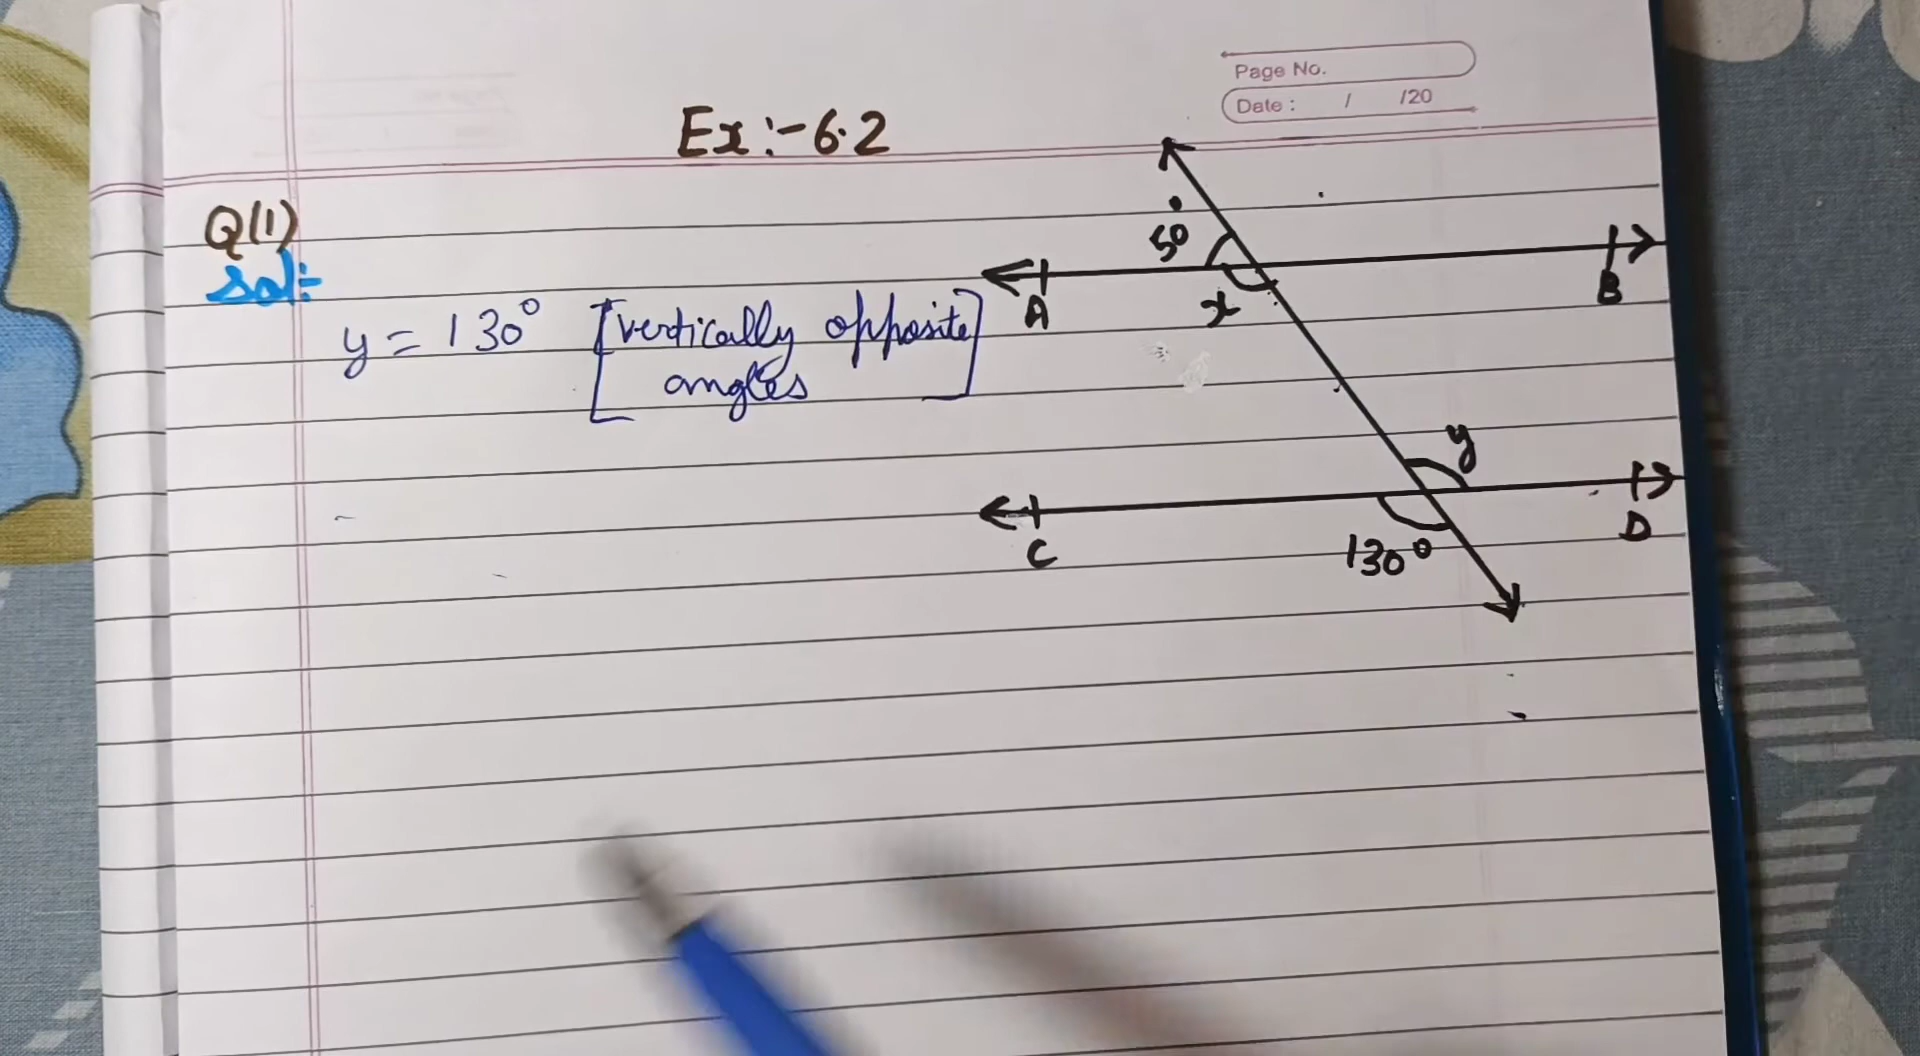 Page No.
Date : / /20
Ex:-6.2
Q(1)
Sol:-
y = 130° [vertically opposite
angles]
50°
A
B
x
y
C
D
130°